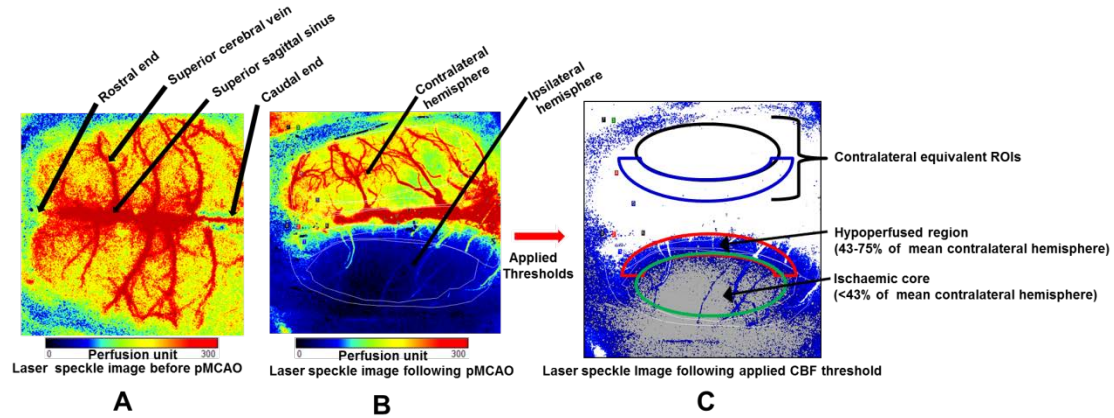 Rostral end
Superior cerebral vein
Superior sagittal sinus
Caudal end
Contralateral
hemisphere
Ipsilateral
hemisphere
Contralateral equivalent ROIs
Hypoperfused region
(43-75% of mean contralateral hemisphere)
Ischaemic core
(<43% of mean contralateral hemisphere)
Applied
Thresholds
0 Perfusion unit 300
Laser speckle image before pMCAO
0 Perfusion unit 300
Laser speckle image following pMCAO
Laser speckle Image following applied CBF threshold
A
B
C